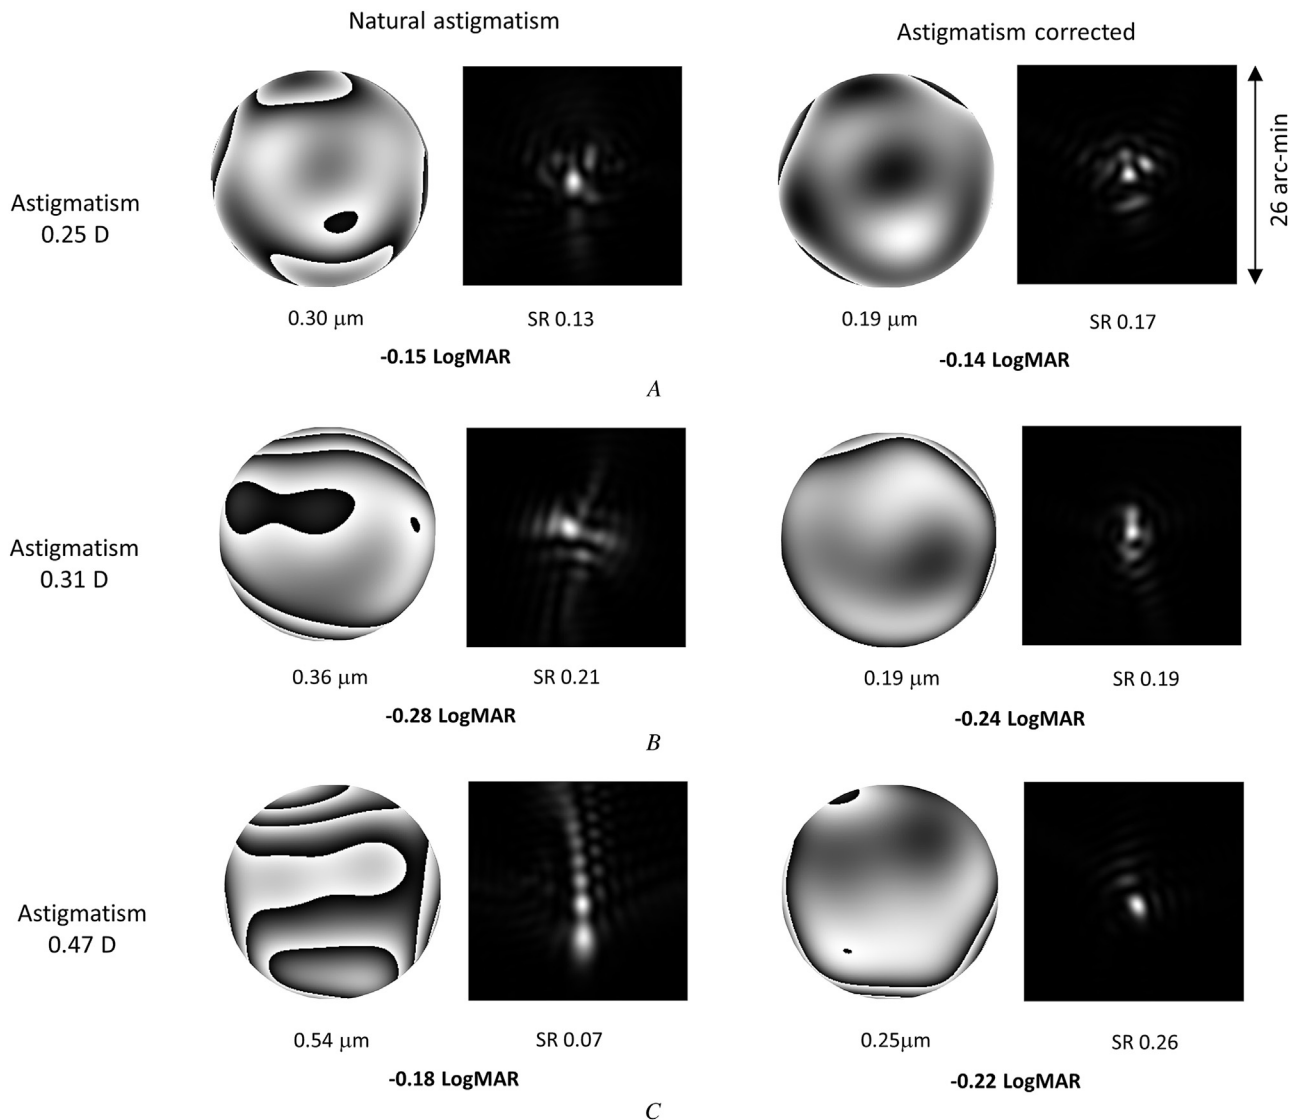 Natural astigmatism
Astigmatism corrected
26 arc-min
Astigmatism
0.25 D
0.30 μm
SR 0.13
0.19 μm
SR 0.17
-0.15 LogMAR
-0.14 LogMAR
A
Astigmatism
0.31 D
0.36 μm
SR 0.21
0.19 μm
SR 0.19
-0.28 LogMAR
-0.24 LogMAR
B
Astigmatism
0.47 D
0.54 μm
SR 0.07
0.25μm
SR 0.26
-0.18 LogMAR
-0.22 LogMAR
C